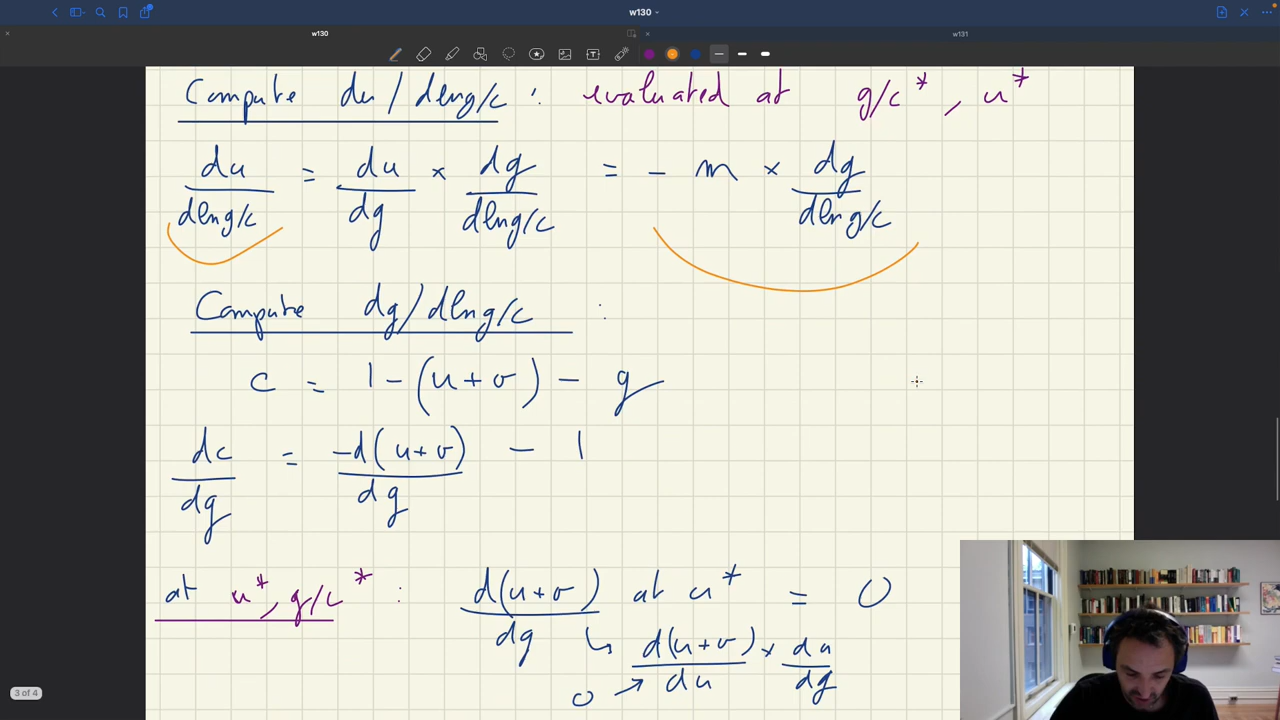 w130
w130
w131
Compute du/dlng/c : evaluated at g/c*, u*
du/dlng/c = du/dg × dg/dlng/c = - m × dg/dlng/c
Compute dg/dlng/c :
c = 1 - (u+v) - g
dc/dg = -d(u+v)/dg - 1
at u*, g/c* : d(u+v)/dg at u* = 0
↳ d(u+v)/du × du/dg
0 →
3 of 4